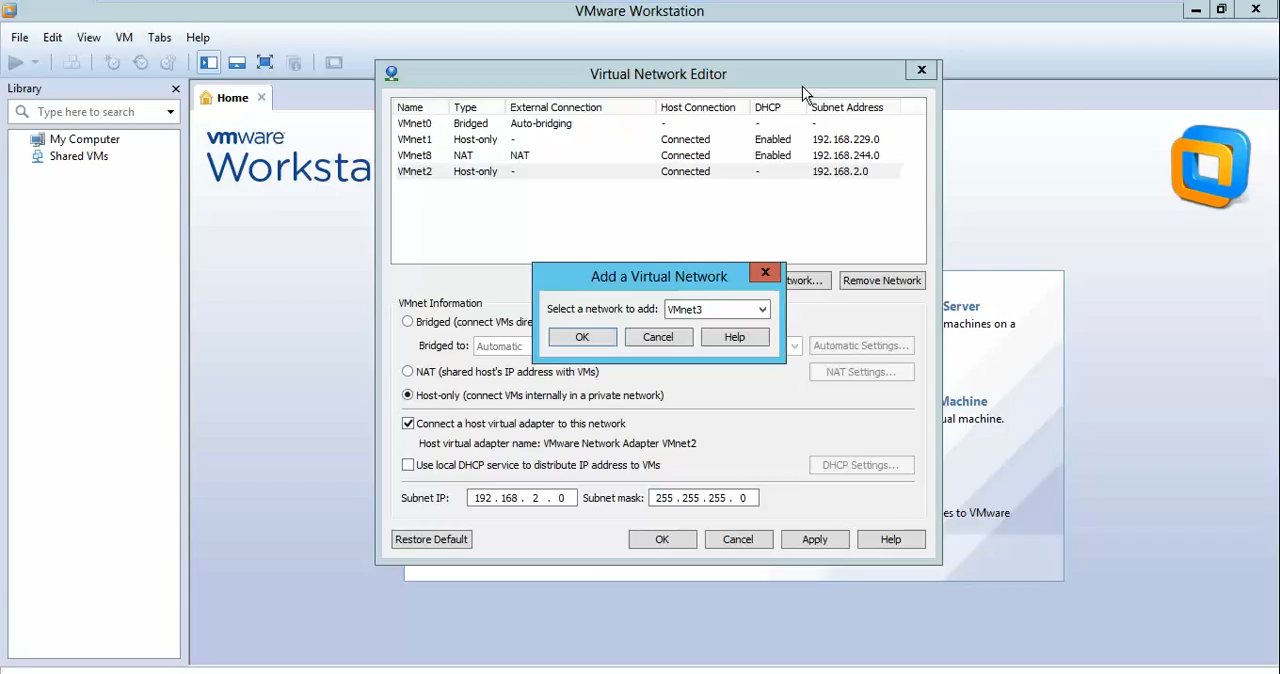 VMware Workstation
File Edit View VM Tabs Help
Library
Type here to search
My Computer
Shared VMs
Home
vmware
Worksta
Virtual Network Editor
Name Type External Connection Host Connection DHCP Subnet Address
VMnet0 Bridged Auto-bridging - - -
VMnet1 Host-only - Connected Enabled 192.168.229.0
VMnet8 NAT NAT Connected Enabled 192.168.244.0
VMnet2 Host-only - Connected - 192.168.2.0
twork... Remove Network
Add a Virtual Network
Select a network to add: VMnet3
OK Cancel Help
VMnet Information
Bridged (connect VMs dire
Bridged to: Automatic Automatic Settings...
NAT (shared host's IP address with VMs) NAT Settings...
Host-only (connect VMs internally in a private network)
Connect a host virtual adapter to this network
Host virtual adapter name: VMware Network Adapter VMnet2
Use local DHCP service to distribute IP address to VMs DHCP Settings...
Subnet IP: 192 . 168 . 2 . 0 Subnet mask: 255 . 255 . 255 . 0
Restore Default OK Cancel Apply Help
Server
machines on a
Machine
ual machine.
es to VMware